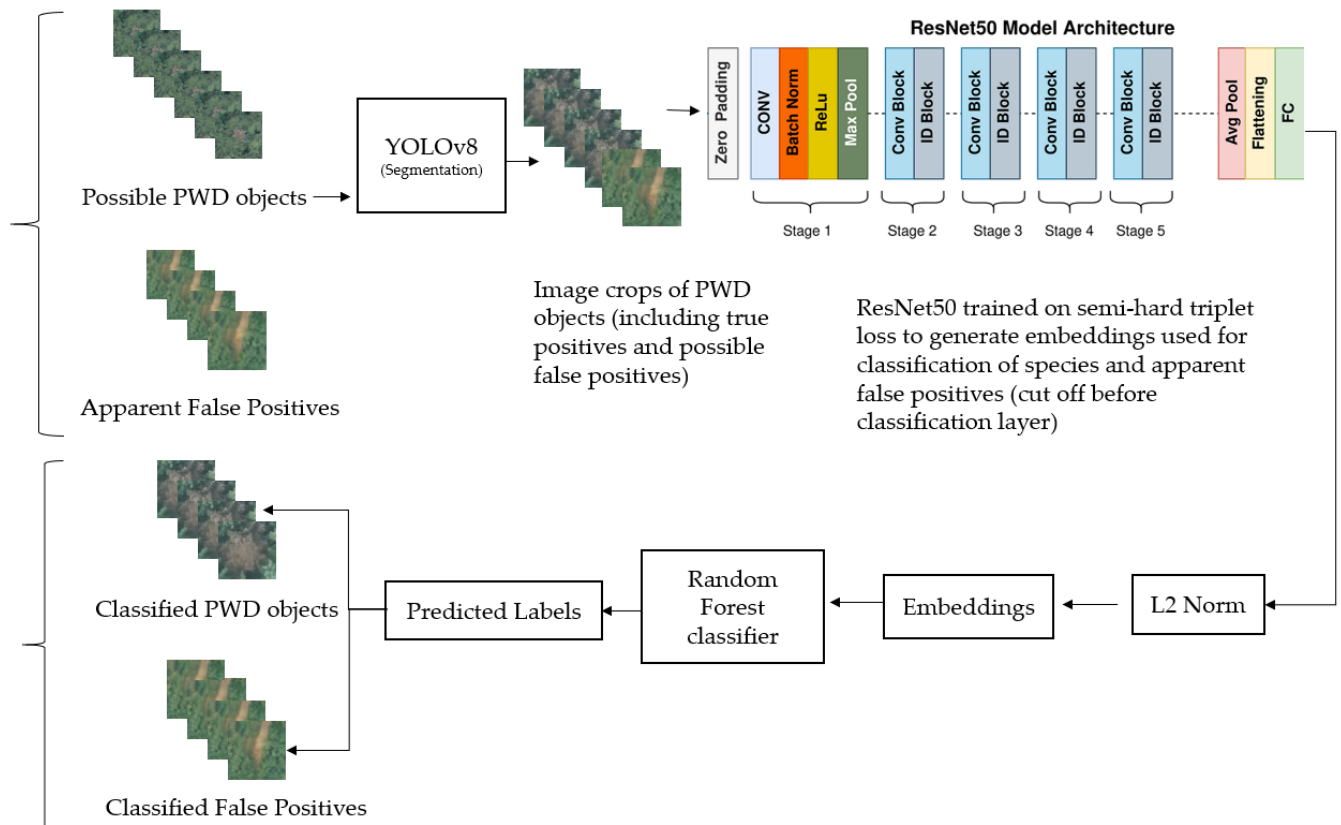 ResNet50 Model Architecture
Zero Padding
CONV
Batch Norm
ReLu
Max Pool
Conv Block
ID Block
Conv Block
ID Block
Conv Block
ID Block
Conv Block
ID Block
Avg Pool
Flattening
FC
Stage 1
Stage 2
Stage 3
Stage 4
Stage 5
YOLOv8
(Segmentation)
Possible PWD objects
Apparent False Positives
Image crops of PWD
objects (including true
positives and possible
false positives)
ResNet50 trained on semi-hard triplet
loss to generate embeddings used for
classification of species and apparent
false positives (cut off before
classification layer)
L2 Norm
Embeddings
Random
Forest
classifier
Predicted Labels
Classified PWD objects
Classified False Positives